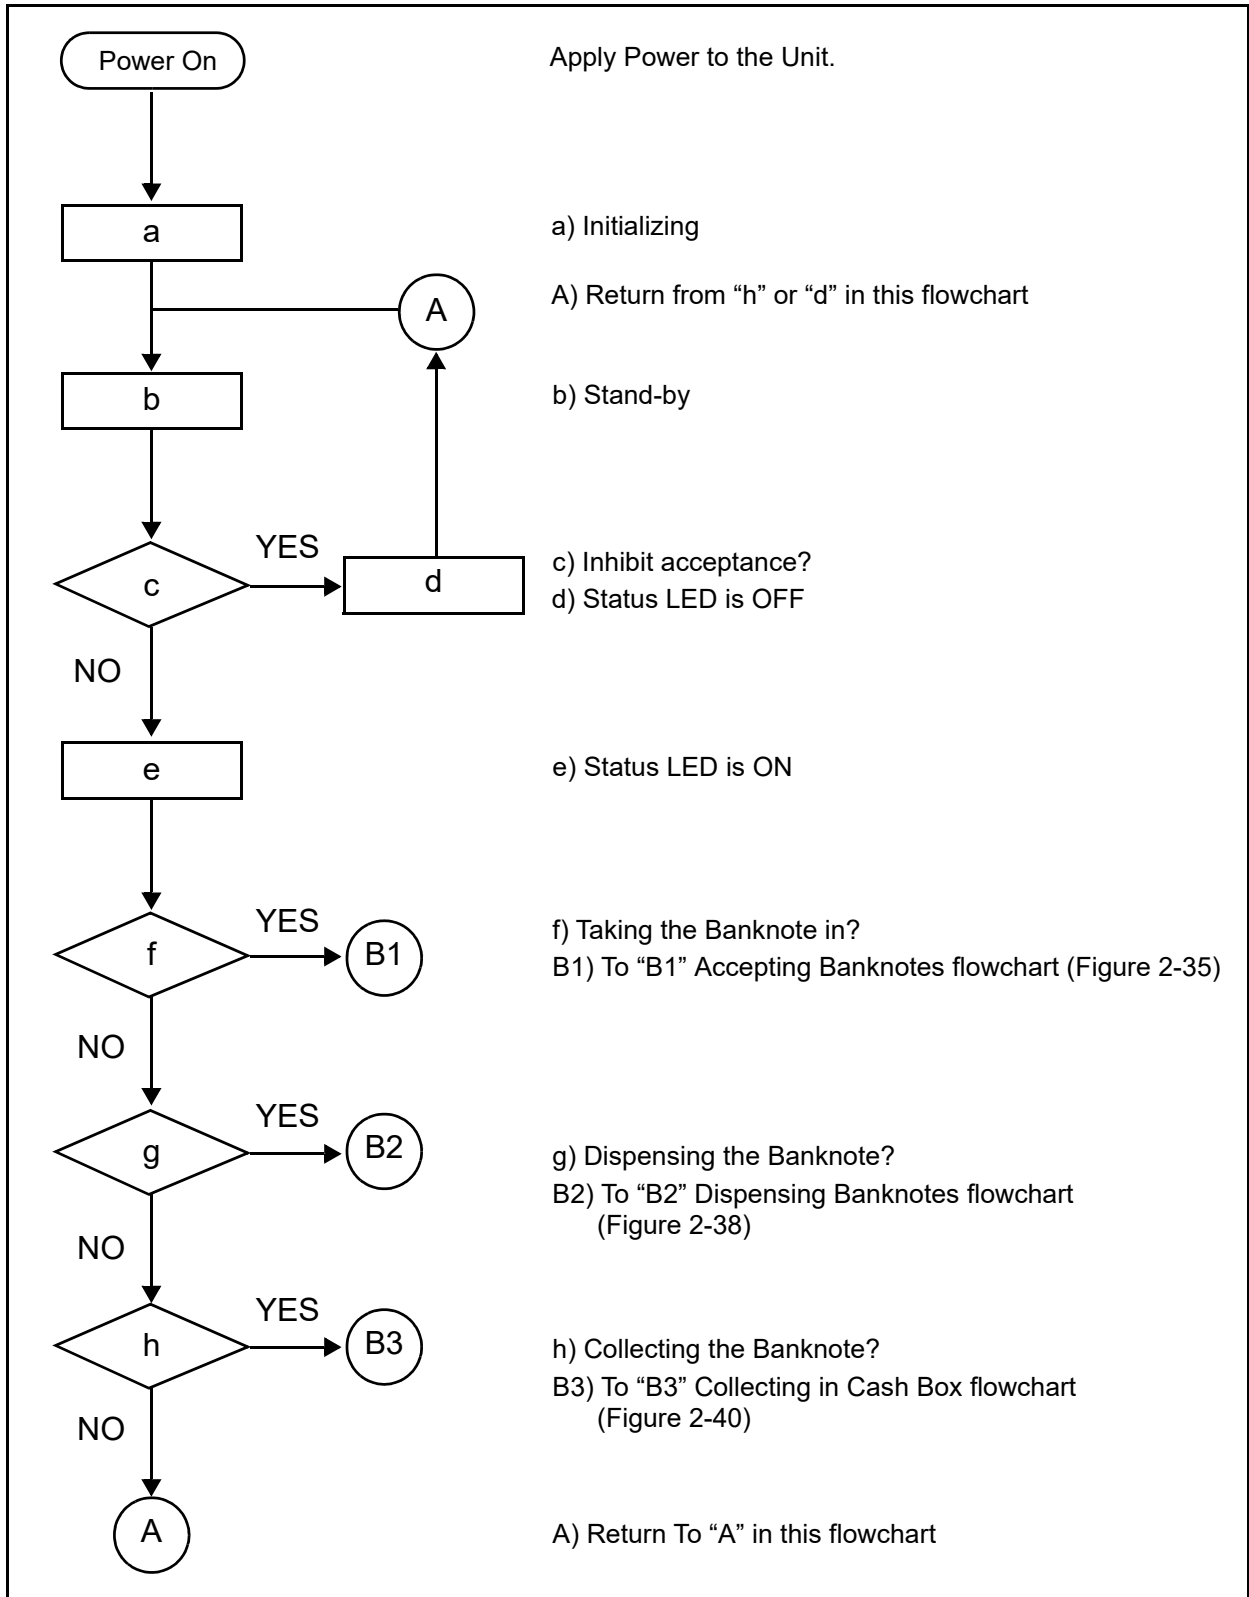 Power On
Apply Power to the Unit.
a
a) Initializing
A
A) Return from “h” or “d” in this flowchart
b
b) Stand-by
YES
c
d
c) Inhibit acceptance?
d) Status LED is OFF
NO
e
e) Status LED is ON
YES
f
B1
f) Taking the Banknote in?
B1) To “B1” Accepting Banknotes flowchart (Figure 2-35)
NO
YES
g
B2
g) Dispensing the Banknote?
B2) To “B2” Dispensing Banknotes flowchart
(Figure 2-38)
NO
YES
h
B3
h) Collecting the Banknote?
B3) To “B3” Collecting in Cash Box flowchart
(Figure 2-40)
NO
A
A) Return To “A” in this flowchart